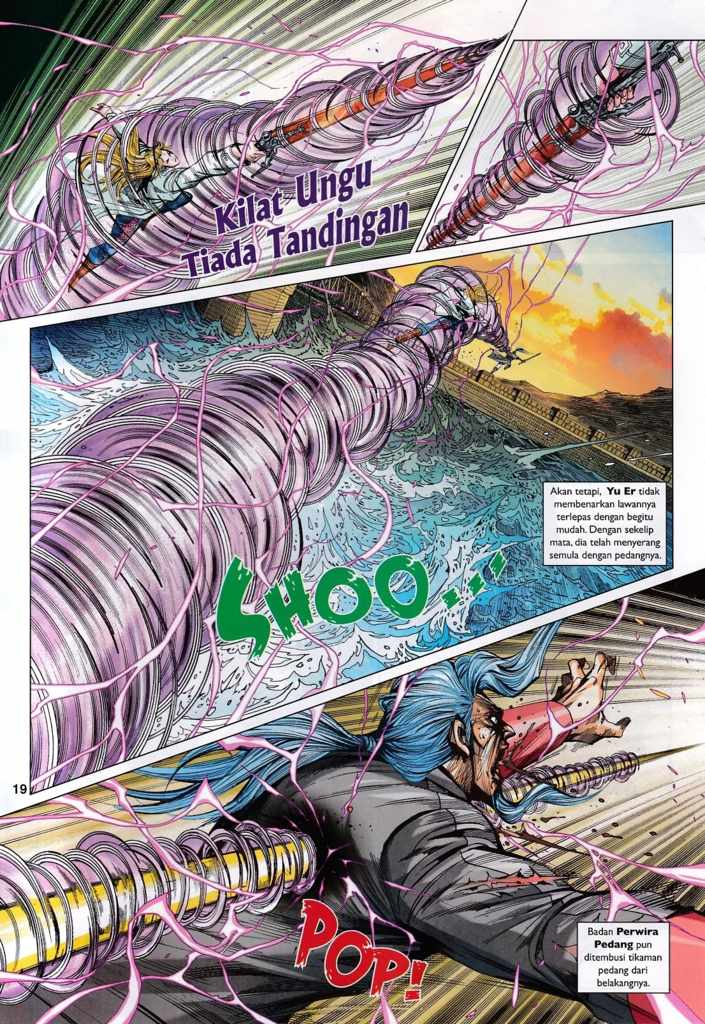 Kilat Ungu
Tiada Tandingan
Akan tetapi, Yu Er tidak
membenarkan lawannya
terlepas dengan begitu
mudah. Dengan sekelip
mata, dia telah menyerang
semula dengan pedangnya.
SHOO...
19
POP!
Badan Perwira
Pedang pun
ditembusi tikaman
pedang dari
belakangnya.